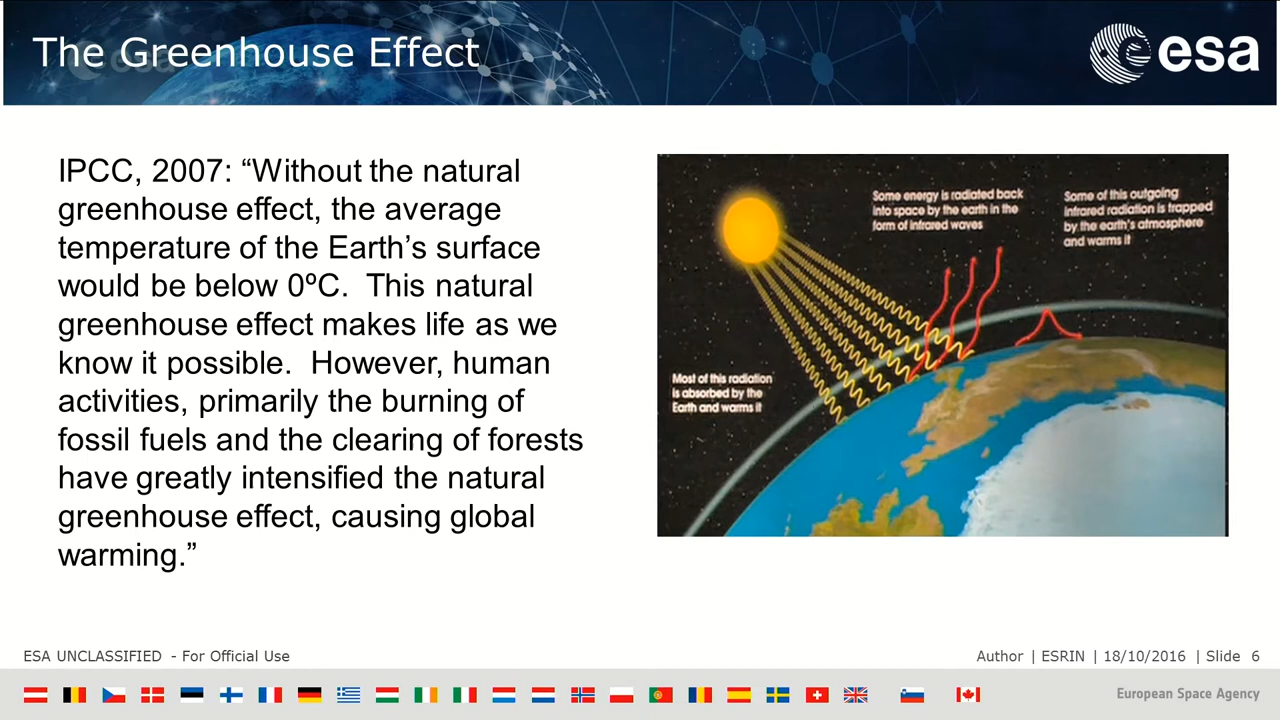 The Greenhouse Effect
esa
IPCC, 2007: “Without the natural
greenhouse effect, the average
temperature of the Earth’s surface
would be below 0ºC.  This natural
greenhouse effect makes life as we
know it possible.  However, human
activities, primarily the burning of
fossil fuels and the clearing of forests
have greatly intensified the natural
greenhouse effect, causing global
warming.”
Some energy is radiated back
into space by the earth in the
form of infrared waves
Some of this outgoing
infrared radiation is trapped
by the earth's atmosphere
and warms it
Most of this radiation
is absorbed by the
Earth and warms it
ESA UNCLASSIFIED - For Official Use
Author | ESRIN | 18/10/2016 | Slide 6
European Space Agency